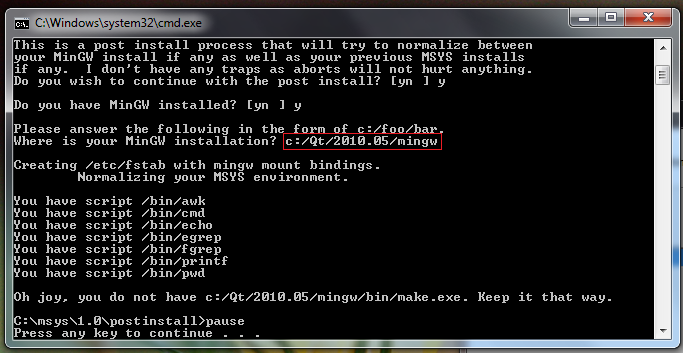 C:\Windows\system32\cmd.exe
This is a post install process that will try to normalize between
your MinGW install if any as well as your previous MSYS installs
if any.  I don't have any traps as aborts will not hurt anything.
Do you wish to continue with the post install? [yn ] y
Do you have MinGW installed? [yn ] y
Please answer the following in the form of c:/foo/bar.
Where is your MinGW installation? c:/Qt/2010.05/mingw
Creating /etc/fstab with mingw mount bindings.
        Normalizing your MSYS environment.
You have script /bin/awk
You have script /bin/cmd
You have script /bin/echo
You have script /bin/egrep
You have script /bin/fgrep
You have script /bin/printf
You have script /bin/pwd
Oh joy, you do not have c:/Qt/2010.05/mingw/bin/make.exe. Keep it that way.
C:\msys\1.0\postinstall>pause
Press any key to continue . . .